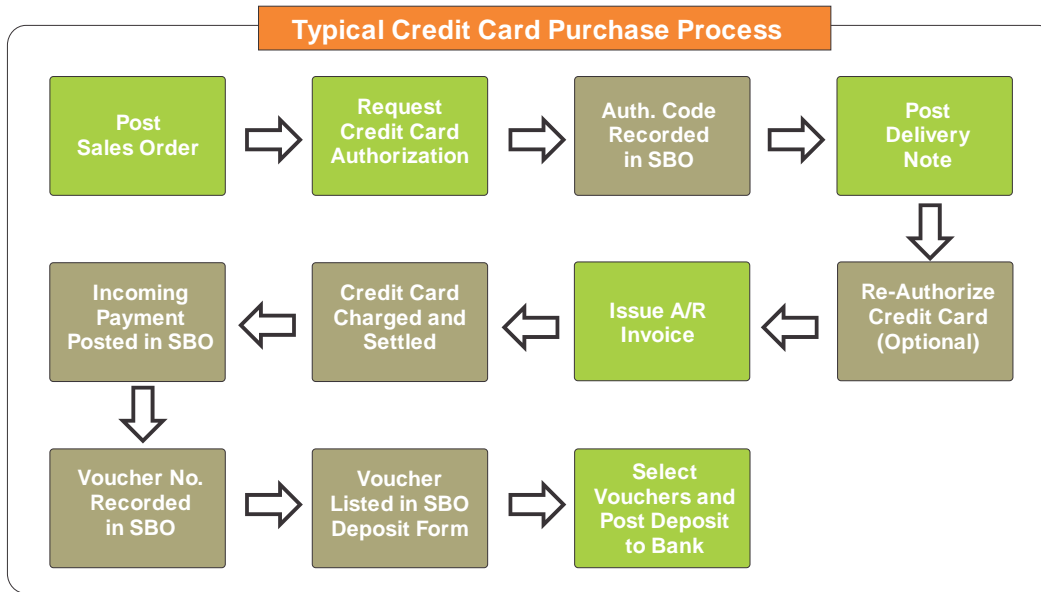 Typical Credit Card Purchase Process
Post
Sales Order
Request
Credit Card
Authorization
Auth. Code
Recorded
in SBO
Post
Delivery
Note
Re-Authorize
Credit Card
(Optional)
Issue A/R
Invoice
Credit Card
Charged and
Settled
Incoming
Payment
Posted in SBO
Voucher No.
Recorded
in SBO
Voucher
Listed in SBO
Deposit Form
Select
Vouchers and
Post Deposit
to Bank